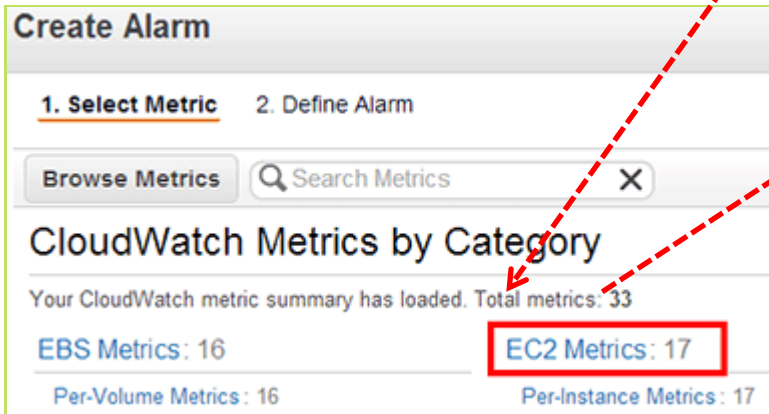 Create Alarm
1. Select Metric 2. Define Alarm
Browse Metrics Search Metrics X
CloudWatch Metrics by Category
Your CloudWatch metric summary has loaded. Total metrics: 33
EBS Metrics: 16 EC2 Metrics: 17
Per-Volume Metrics: 16 Per-Instance Metrics: 17